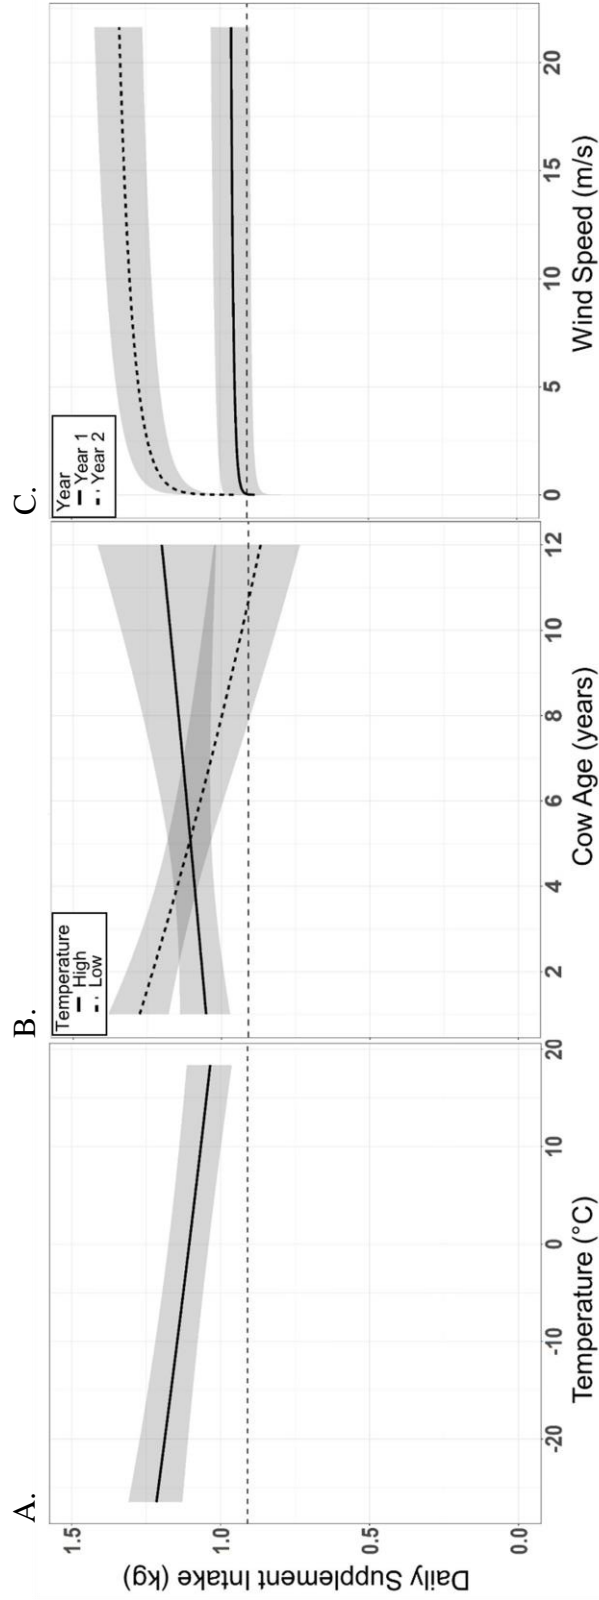 A.
B.
C.
Daily Supplement Intake (kg)
1.5
1.0
0.5
0.0
-20
-10
0
10
20
Temperature (°C)
Temperature
High
Low
2
4
6
8
10
12
Cow Age (years)
Year
Year 1
Year 2
0
5
10
15
20
Wind Speed (m/s)